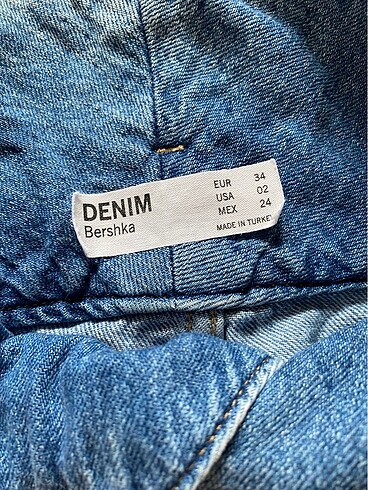 DENIM
Bershka
EUR 34
USA 02
MEX 24
MADE IN TURKEY